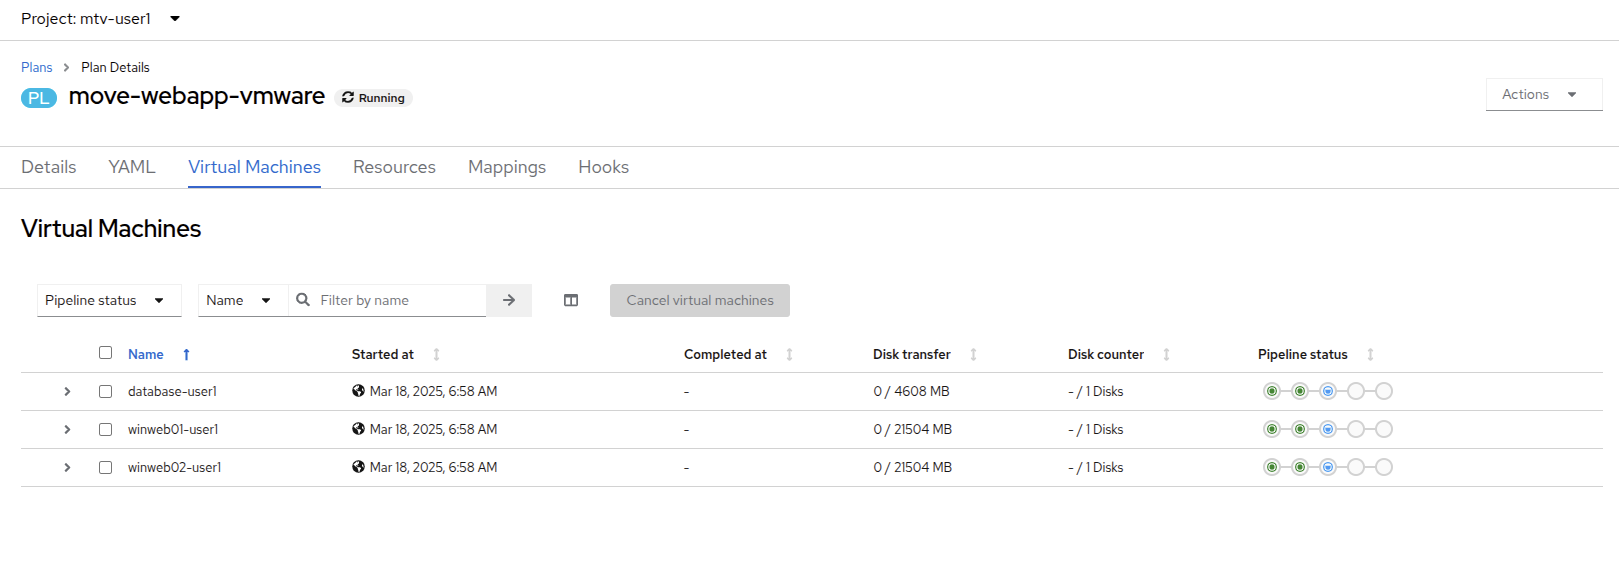 Project: mtv-user1
Plans > Plan Details
PL move-webapp-vmware Running
Actions
Details YAML Virtual Machines Resources Mappings Hooks
Virtual Machines
Pipeline status Name Filter by name Cancel virtual machines
Name Started at Completed at Disk transfer Disk counter Pipeline status
database-user1 Mar 18, 2025, 6:58 AM - 0 / 4608 MB - / 1 Disks
winweb01-user1 Mar 18, 2025, 6:58 AM - 0 / 21504 MB - / 1 Disks
winweb02-user1 Mar 18, 2025, 6:58 AM - 0 / 21504 MB - / 1 Disks